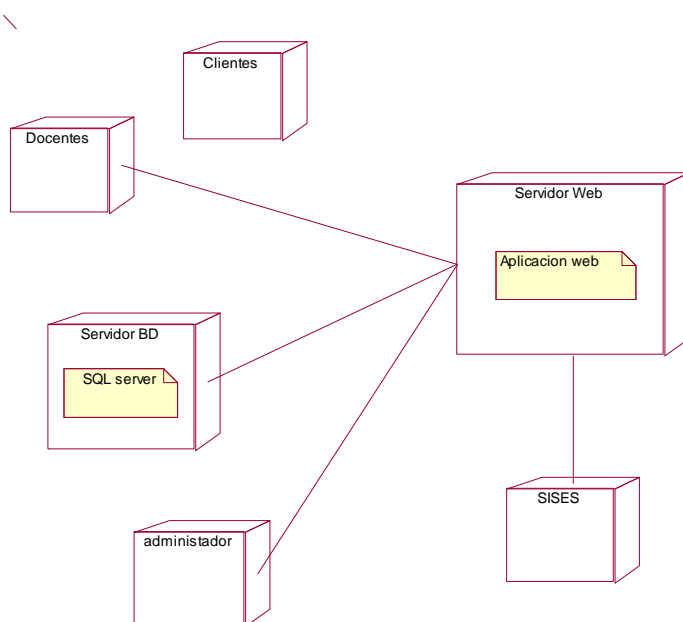 Clientes
Docentes
Servidor Web
Aplicacion web
Servidor BD
SQL server
SISES
administador